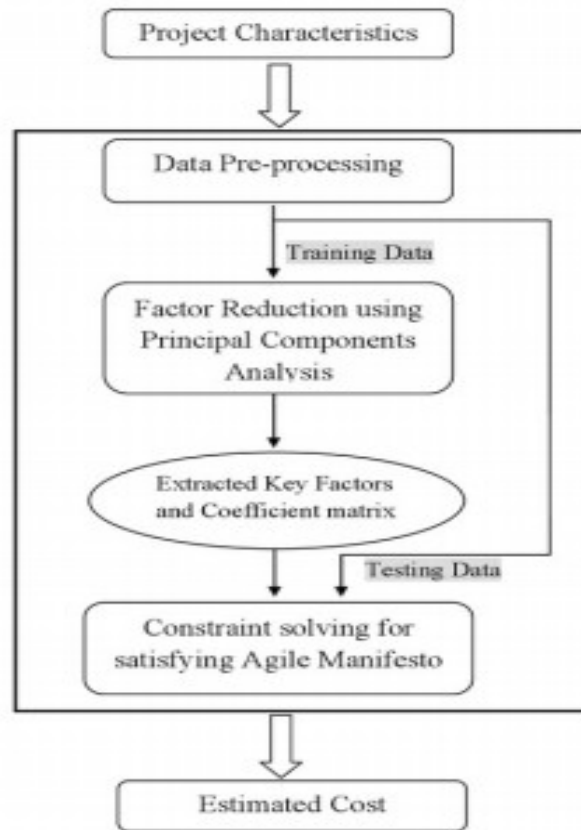 Project Characteristics
Data Pre-processing
Training Data
Factor Reduction using
Principal Components
Analysis
Extracted Key Factors
and Coefficient matrix
Testing Data
Constraint solving for
satisfying Agile Manifesto
Estimated Cost